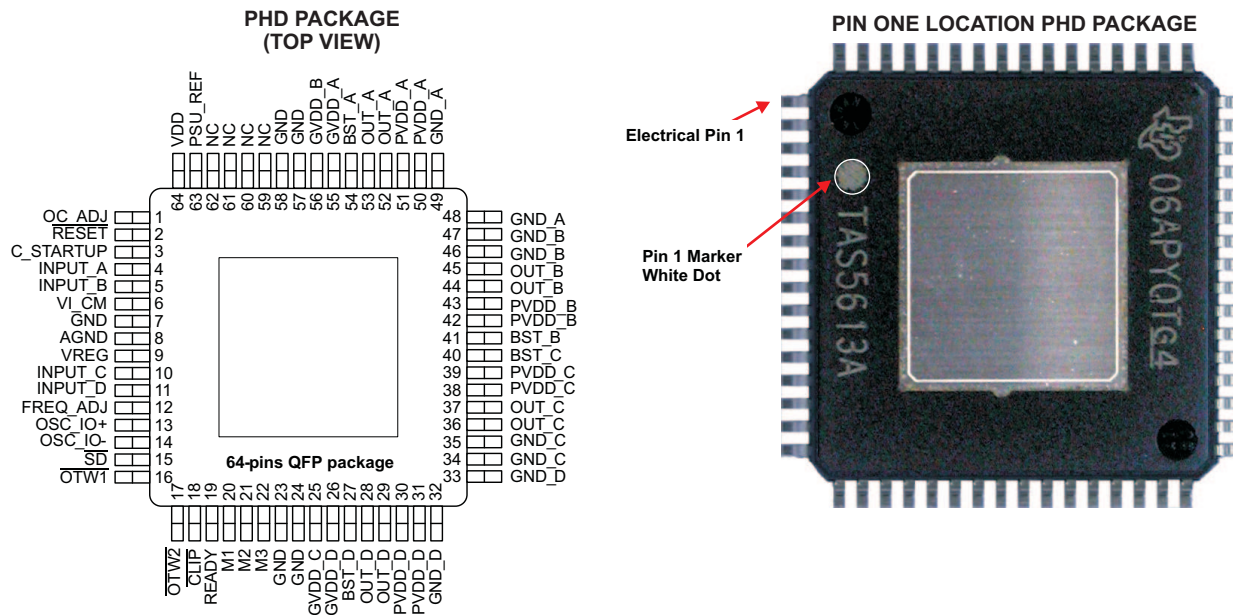 PHD PACKAGE
(TOP VIEW)
VDD
PSU_REF
NC
NC
NC
NC
GND
GND
GVDD_B
GVDD_A
BST_A
OUT_A
OUT_A
PVDD_A
PVDD_A
GND_A
64
63
62
61
60
59
58
57
56
55
54
53
52
51
50
49
OC_ADJ 1
RESET 2
C_STARTUP 3
INPUT_A 4
INPUT_B 5
VI_CM 6
GND 7
AGND 8
VREG 9
INPUT_C 10
INPUT_D 11
FREQ_ADJ 12
OSC_IO+ 13
OSC_IO- 14
SD 15
OTW1 16
48 GND_A
47 GND_B
46 GND_B
45 OUT_B
44 OUT_B
43 PVDD_B
42 PVDD_B
41 BST_B
40 BST_C
39 PVDD_C
38 PVDD_C
37 OUT_C
36 OUT_C
35 GND_C
34 GND_C
33 GND_D
64-pins QFP package
17
18
19
20
21
22
23
24
25
26
27
28
29
30
31
32
OTW2
CLIP
READY
M1
M2
M3
GND
GND
GVDD_C
GVDD_D
BST_D
OUT_D
OUT_D
PVDD_D
PVDD_D
GND_D
PIN ONE LOCATION PHD PACKAGE
Electrical Pin 1
Pin 1 Marker
White Dot
TAS5613A
06APY0TG4